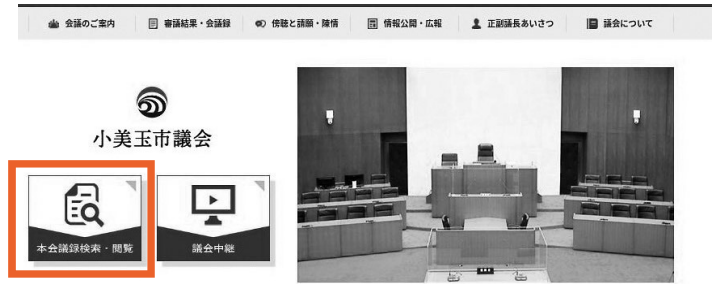 会議のご案内
審議結果・会議録
傍聴と請願・陳情
情報公開・広報
正副議長あいさつ
議会について
小美玉市議会
本会議録検索・閲覧
議会中継